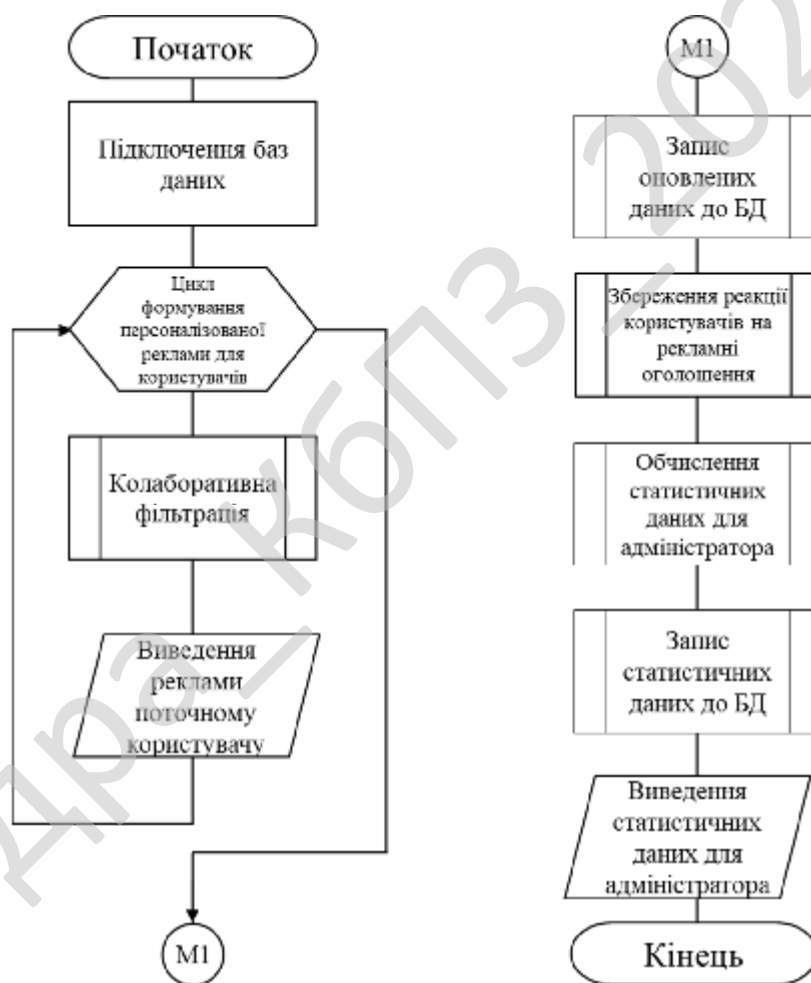 Початок
Підключення баз
даних
Цикл
формування
персоналізованої
реклами для
користувачів
Колаборативна
фільтрація
Виведення
реклами
поточному
користувачу
М1
М1
Запис
оновлених
даних до БД
Збереження реакції
користувачів на
рекламні
оголошення
Обчислення
статистичних
даних для
адміністратора
Запис
статистичних
даних до БД
Виведення
статистичних
даних для
адміністратора
Кінець